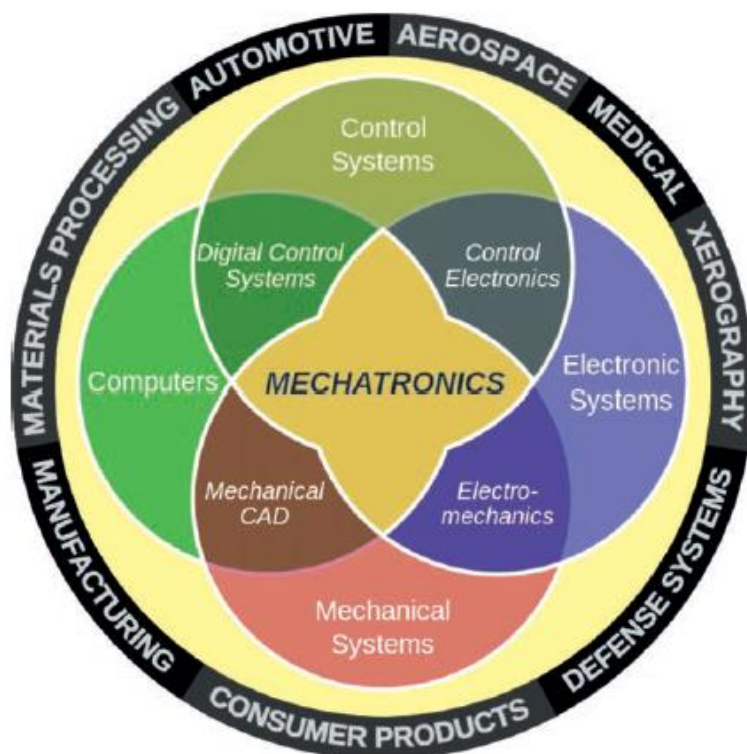 AUTOMOTIVE
AEROSPACE
MEDICAL
XEROGRAPHY
DEFENSE SYSTEMS
CONSUMER PRODUCTS
MANUFACTURING
MATERIALS PROCESSING
Control
Systems
Digital Control
Systems
Control
Electronics
Computers
MECHATRONICS
Electronic
Systems
Mechanical
CAD
Electro-
mechanics
Mechanical
Systems